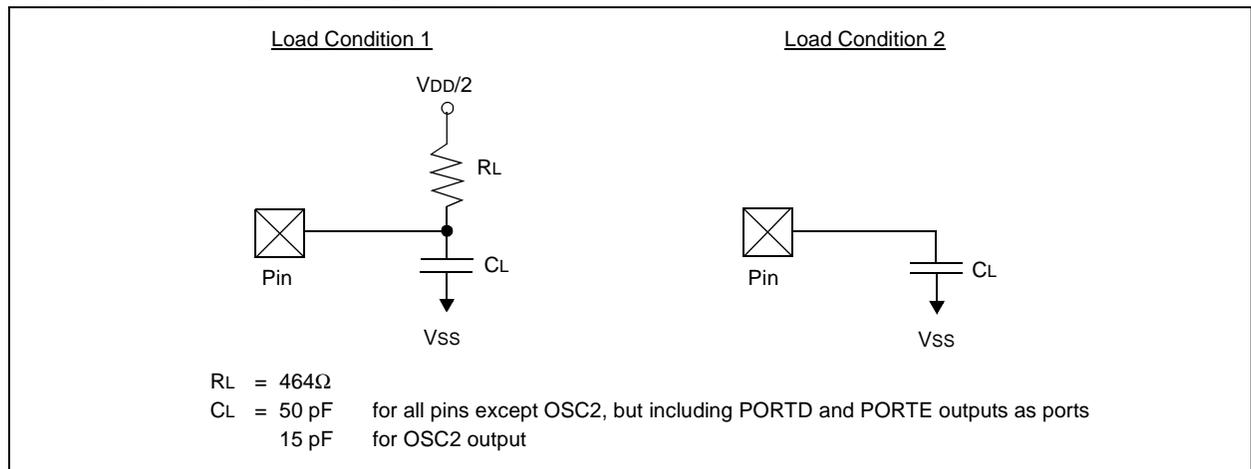 Load Condition 1
Load Condition 2
VDD/2
RL
Pin
CL
VSS
Pin
CL
VSS
RL = 464Ω
CL = 50 pF for all pins except OSC2, but including PORTD and PORTE outputs as ports
15 pF for OSC2 output